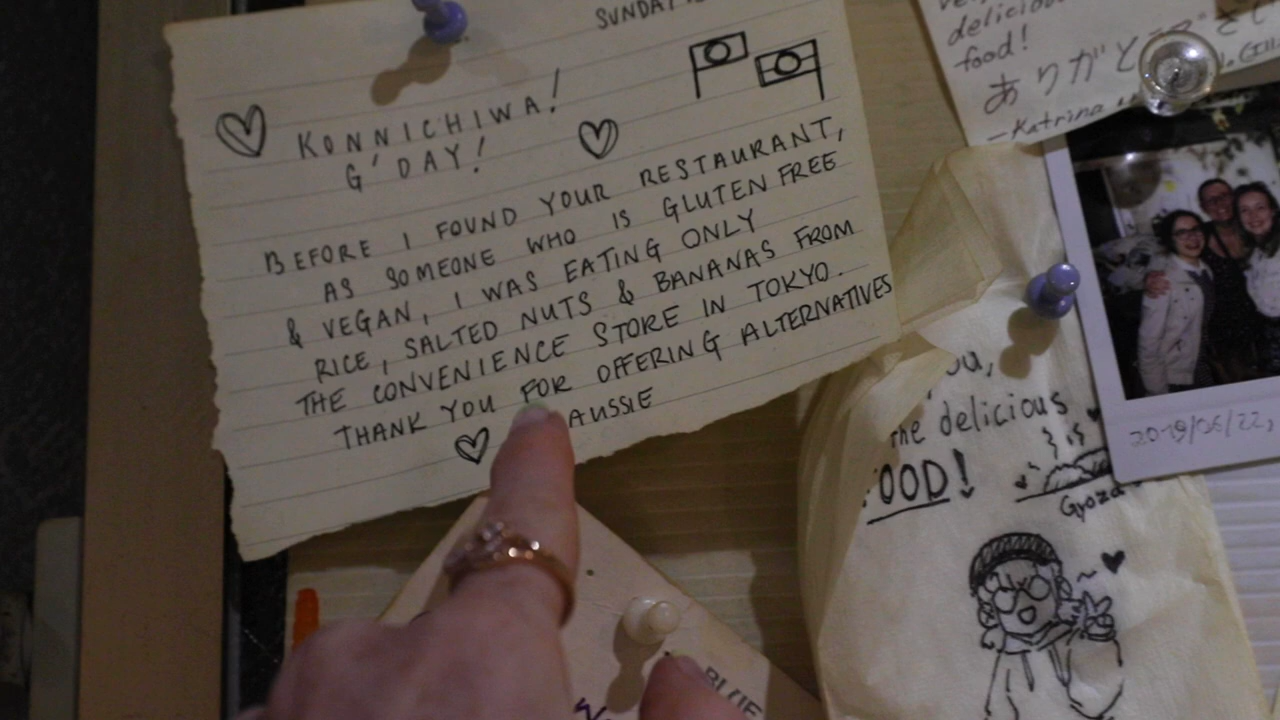 SUNDAY
KONNICHIWA!
G'DAY!
BEFORE I FOUND YOUR RESTAURANT,
AS SOMEONE WHO IS GLUTEN FREE
& VEGAN, I WAS EATING ONLY
RICE, SALTED NUTS & BANANAS FROM
THE CONVENIENCE STORE IN TOKYO.
THANK YOU FOR OFFERING ALTERNATIVES
AUSSIE
delicious
food!
ありがと
-Katrina
2019/06/22,
the delicious
FOOD!
is
Gyoza
BLUE